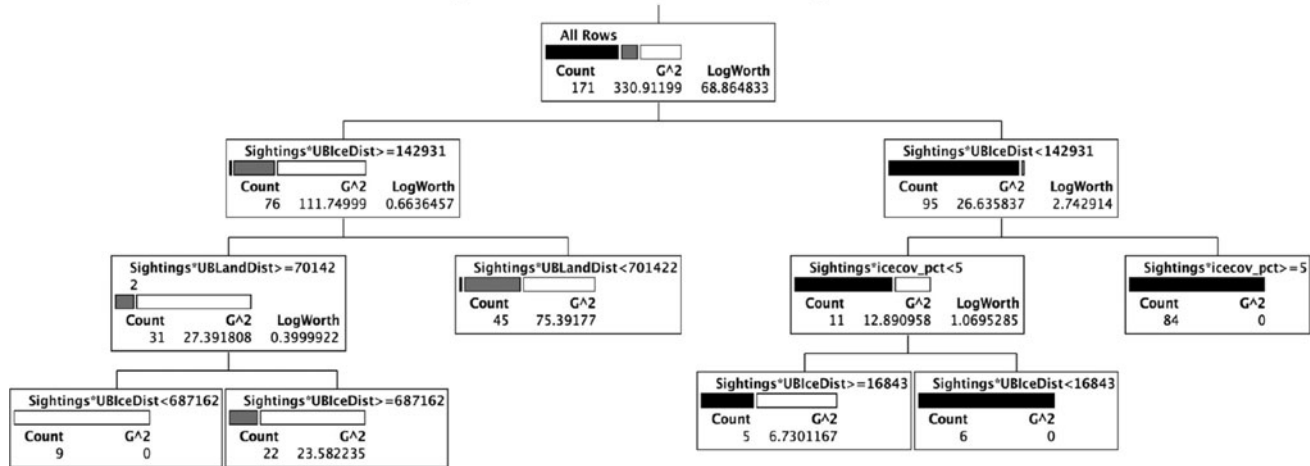 All Rows
Count G^2 LogWorth
171 330.91199 68.864833
Sightings*UBIceDist>=142931
Count G^2 LogWorth
76 111.74999 0.6636457
Sightings*UBIceDist<142931
Count G^2 LogWorth
95 26.635837 2.742914
Sightings*UBLandDist>=70142
2
Count G^2 LogWorth
31 27.391808 0.3999922
Sightings*UBLandDist<701422
Count G^2
45 75.39177
Sightings*icecov_pct<5
Count G^2 LogWorth
11 12.890958 1.0695285
Sightings*icecov_pct>=5
Count G^2
84 0
Sightings*UBIceDist<687162
Count G^2
9 0
Sightings*UBIceDist>=687162
Count G^2
22 23.582235
Sightings*UBIceDist>=16843
Count G^2
5 6.7301167
Sightings*UBIceDist<16843
Count G^2
6 0